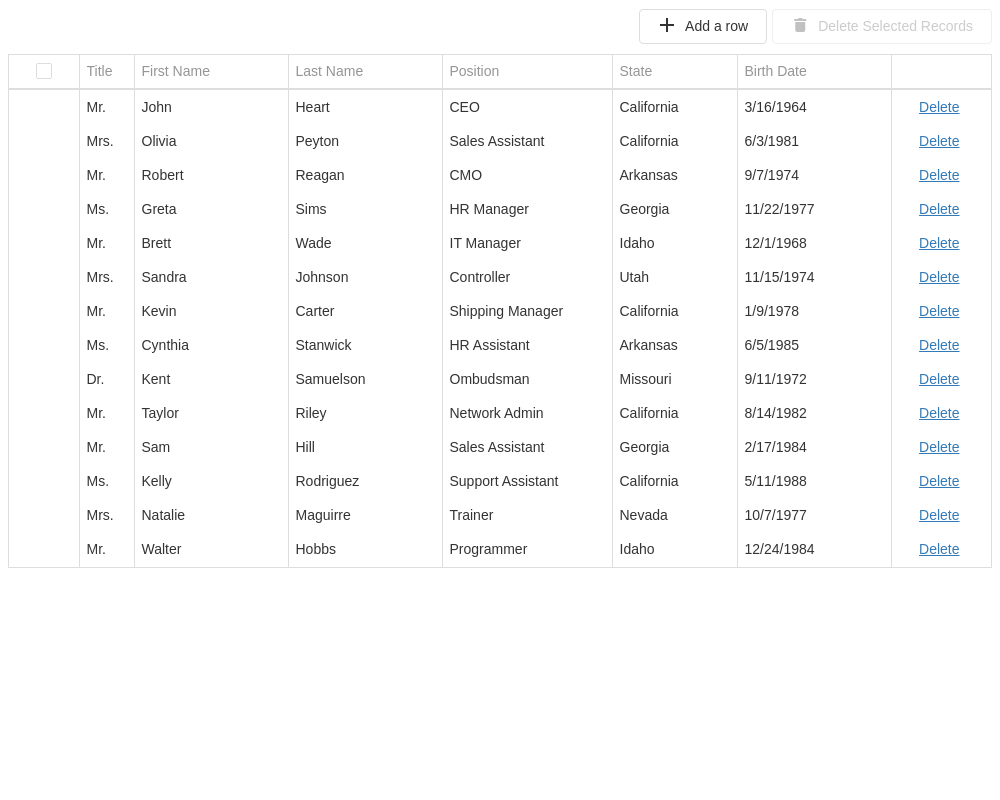 Add a row Delete Selected Records
Title First Name Last Name Position State Birth Date
Mr. John Heart CEO California 3/16/1964 Delete
Mrs. Olivia Peyton Sales Assistant California 6/3/1981 Delete
Mr. Robert Reagan CMO Arkansas 9/7/1974 Delete
Ms. Greta Sims HR Manager Georgia 11/22/1977 Delete
Mr. Brett Wade IT Manager Idaho 12/1/1968 Delete
Mrs. Sandra Johnson Controller Utah 11/15/1974 Delete
Mr. Kevin Carter Shipping Manager California 1/9/1978 Delete
Ms. Cynthia Stanwick HR Assistant Arkansas 6/5/1985 Delete
Dr. Kent Samuelson Ombudsman Missouri 9/11/1972 Delete
Mr. Taylor Riley Network Admin California 8/14/1982 Delete
Mr. Sam Hill Sales Assistant Georgia 2/17/1984 Delete
Ms. Kelly Rodriguez Support Assistant California 5/11/1988 Delete
Mrs. Natalie Maguirre Trainer Nevada 10/7/1977 Delete
Mr. Walter Hobbs Programmer Idaho 12/24/1984 Delete